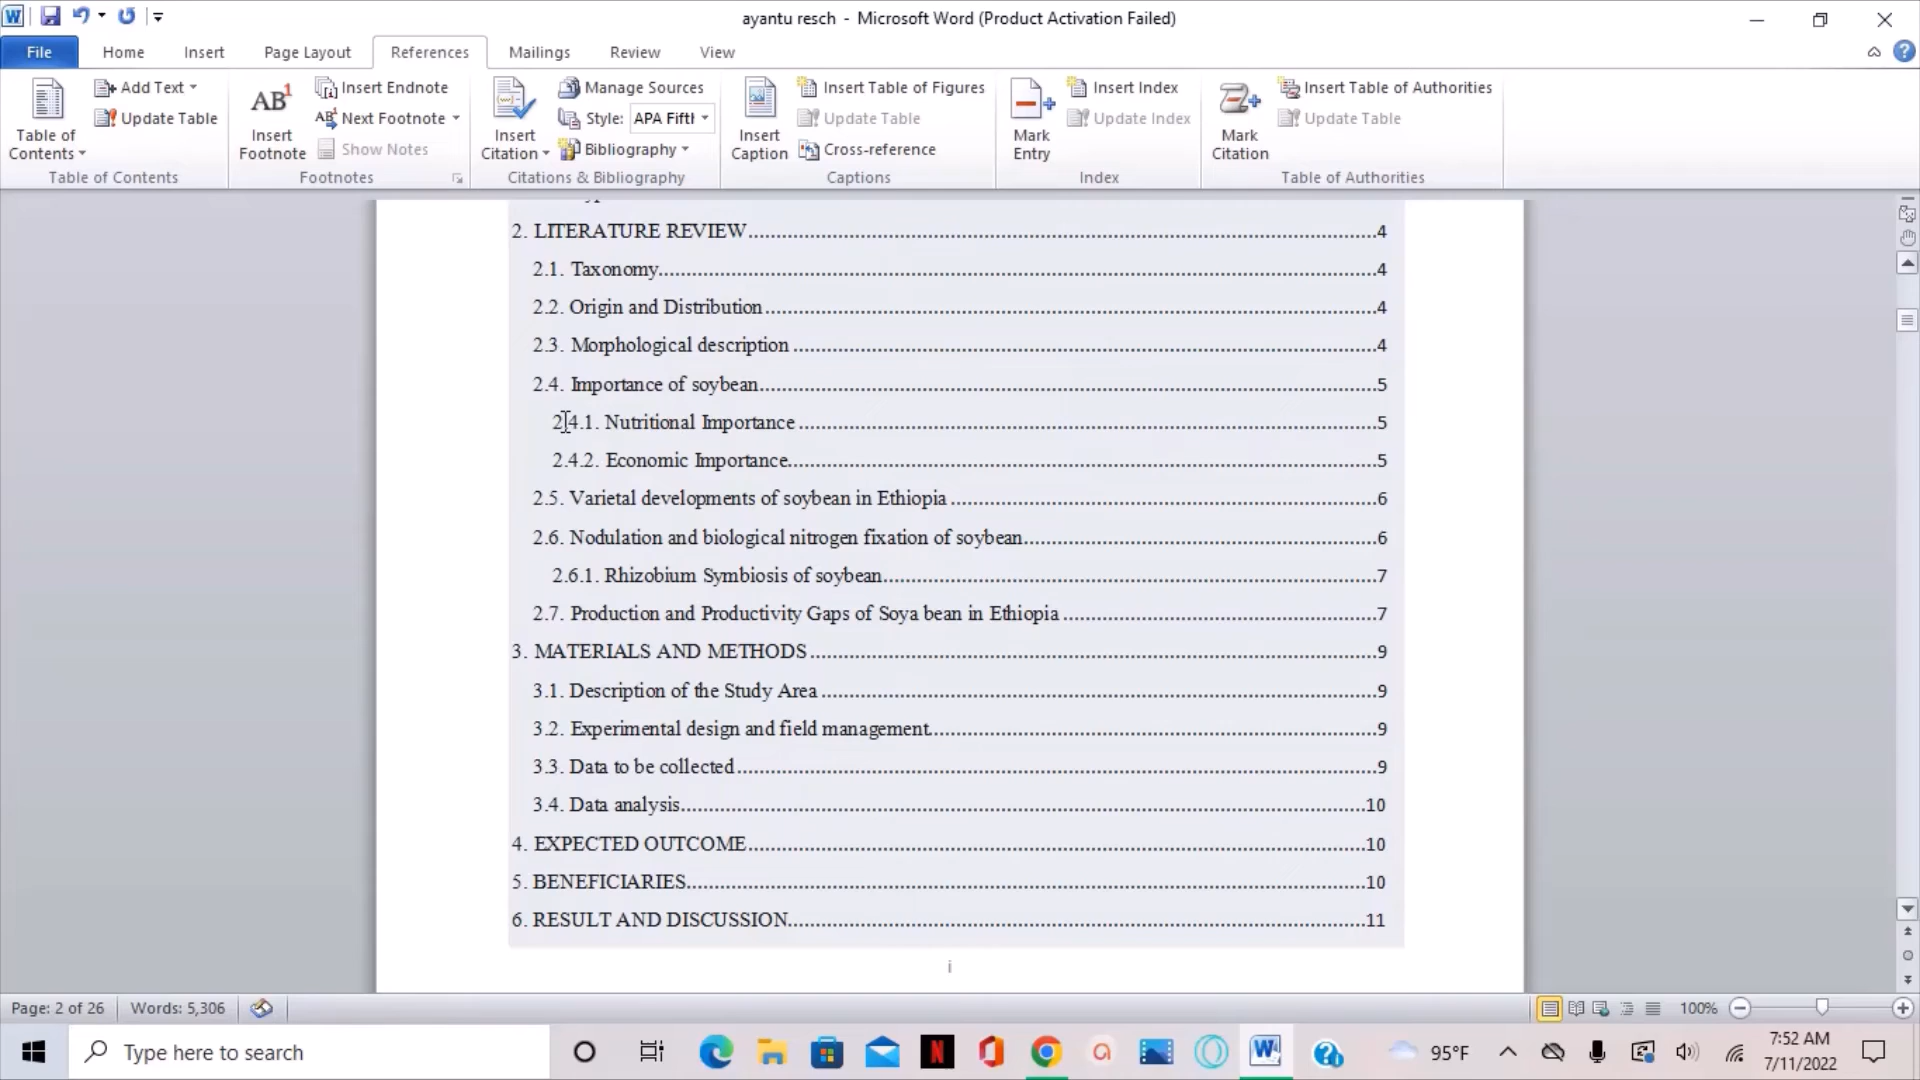 ayantu resch - Microsoft Word (Product Activation Failed)
File Home Insert Page Layout References Mailings Review View
Table of Contents
Add Text
Update Table
Table of Contents
AB1 Insert Footnote
Insert Endnote
AB1 Next Footnote
Show Notes
Footnotes
Insert Citation
Manage Sources
Style: APA Fifth
Bibliography
Citations & Bibliography
Insert Caption
Insert Table of Figures
Update Table
Cross-reference
Captions
Mark Entry
Insert Index
Update Index
Index
Mark Citation
Insert Table of Authorities
Update Table
Table of Authorities
2. LITERATURE REVIEW....................4
2.1. Taxonomy....................4
2.2. Origin and Distribution....................4
2.3. Morphological description....................4
2.4. Importance of soybean....................5
2.4.1. Nutritional Importance....................5
2.4.2. Economic Importance....................5
2.5. Varietal developments of soybean in Ethiopia....................6
2.6. Nodulation and biological nitrogen fixation of soybean....................6
2.6.1. Rhizobium Symbiosis of soybean....................7
2.7. Production and Productivity Gaps of Soya bean in Ethiopia....................7
3. MATERIALS AND METHODS....................9
3.1. Description of the Study Area....................9
3.2. Experimental design and field management....................9
3.3. Data to be collected....................9
3.4. Data analysis....................10
4. EXPECTED OUTCOME....................10
5. BENEFICIARIES....................10
6. RESULT AND DISCUSSION....................11
i
Page: 2 of 26 Words: 5,306 100%
Type here to search 95°F 7:52 AM
7/11/2022